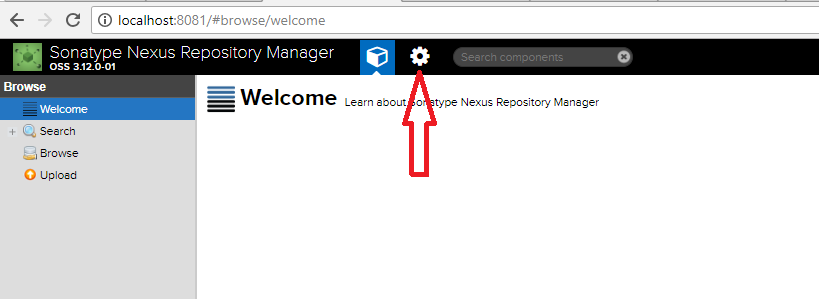 localhost:8081/#browse/welcome
Sonatype Nexus Repository Manager
OSS 3.12.0-01
Search components
Browse
Welcome
Search
Browse
Upload
Welcome Learn about Sonatype Nexus Repository Manager